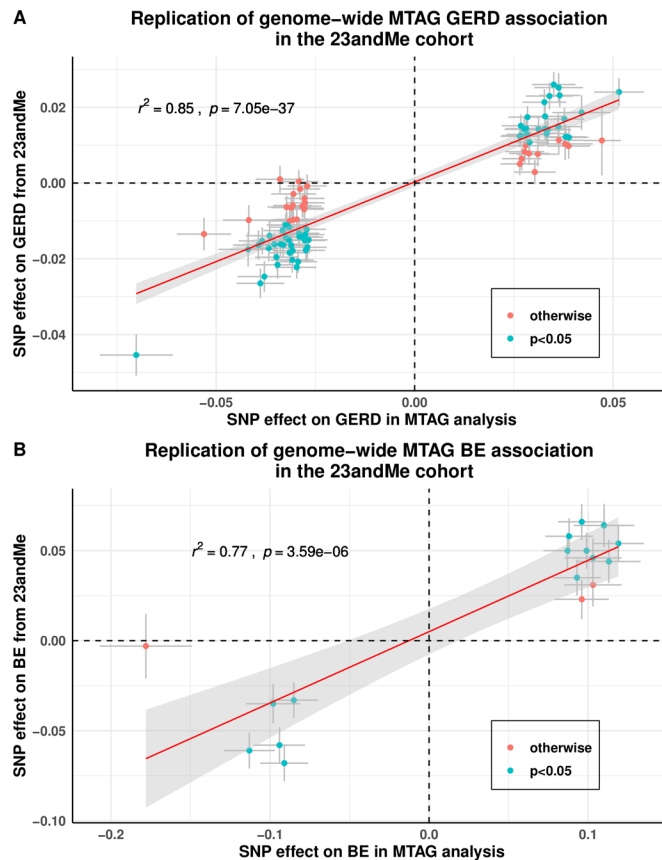 A
Replication of genome−wide MTAG GERD association
in the 23andMe cohort
r² = 0.85 , p = 7.05e−37
SNP effect on GERD from 23andMe
0.02
0.00
−0.02
−0.04
otherwise
p<0.05
−0.05
0.00
0.05
SNP effect on GERD in MTAG analysis
B
Replication of genome−wide MTAG BE association
in the 23andMe cohort
r² = 0.77 , p = 3.59e−06
SNP effect on BE from 23andMe
0.05
0.00
−0.05
−0.10
otherwise
p<0.05
−0.2
−0.1
0.0
0.1
SNP effect on BE in MTAG analysis